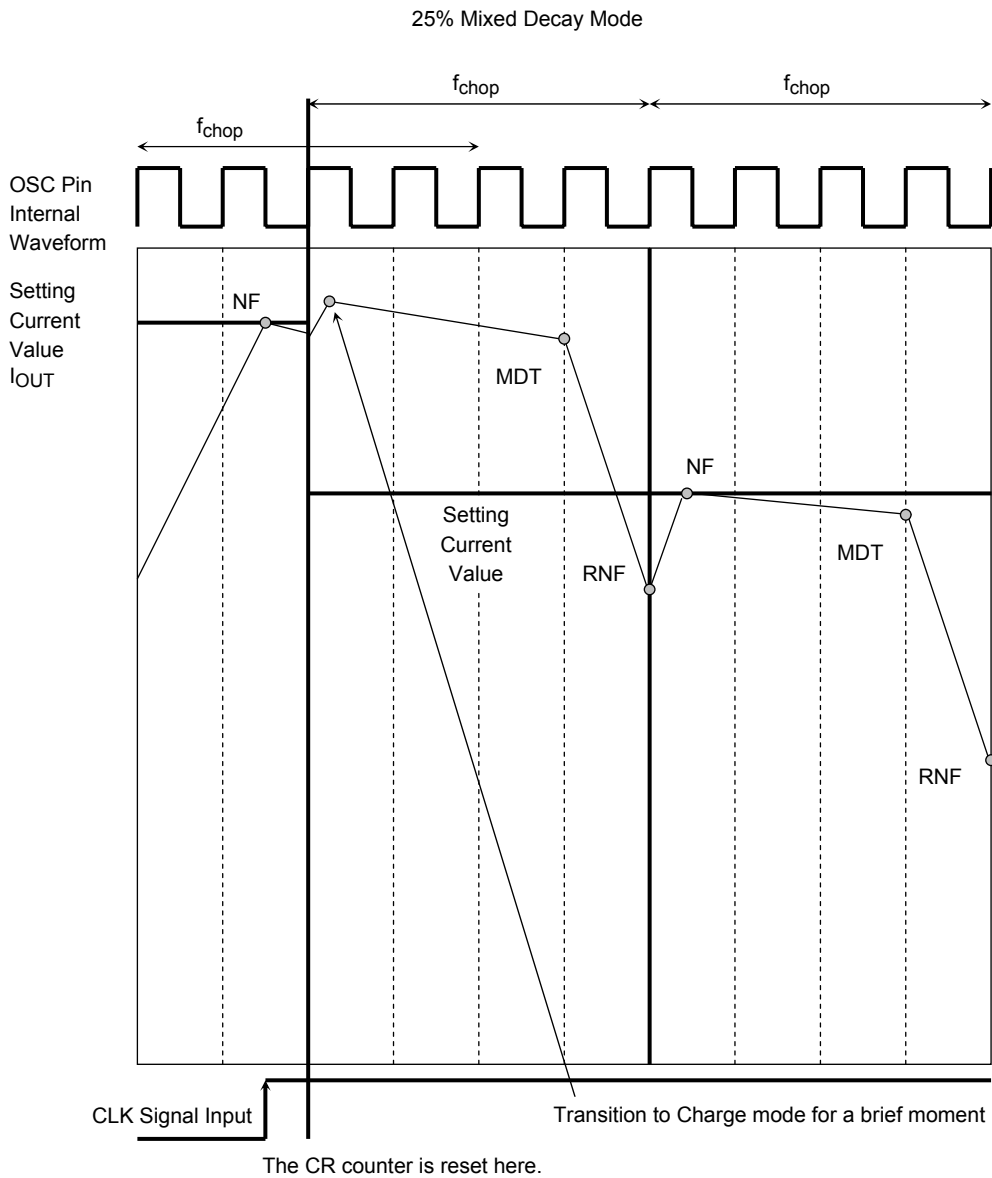 25% Mixed Decay Mode
fchop
fchop
fchop
OSC Pin
Internal
Waveform
Setting
Current
Value
IOUT
NF
MDT
NF
Setting
Current
Value
RNF
MDT
RNF
CLK Signal Input
Transition to Charge mode for a brief moment
The CR counter is reset here.